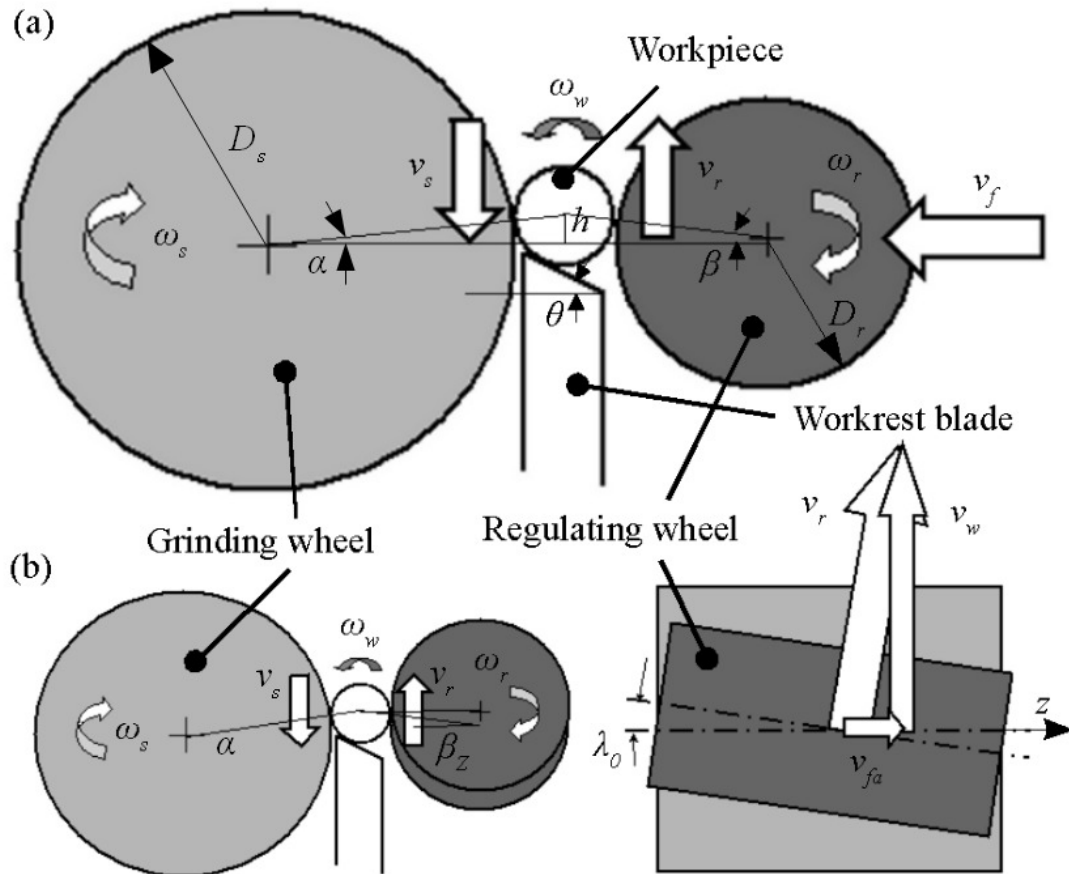 (a)
Workpiece
ω_w
D_s
v_s
v_r
ω_r
v_f
h
ω_s
α
β
θ
D_r
Workrest blade
Grinding wheel
Regulating wheel
v_r
v_w
(b)
ω_w
v_s
v_r
ω_r
ω_s
α
β_Z
z
λ_0
v_fa